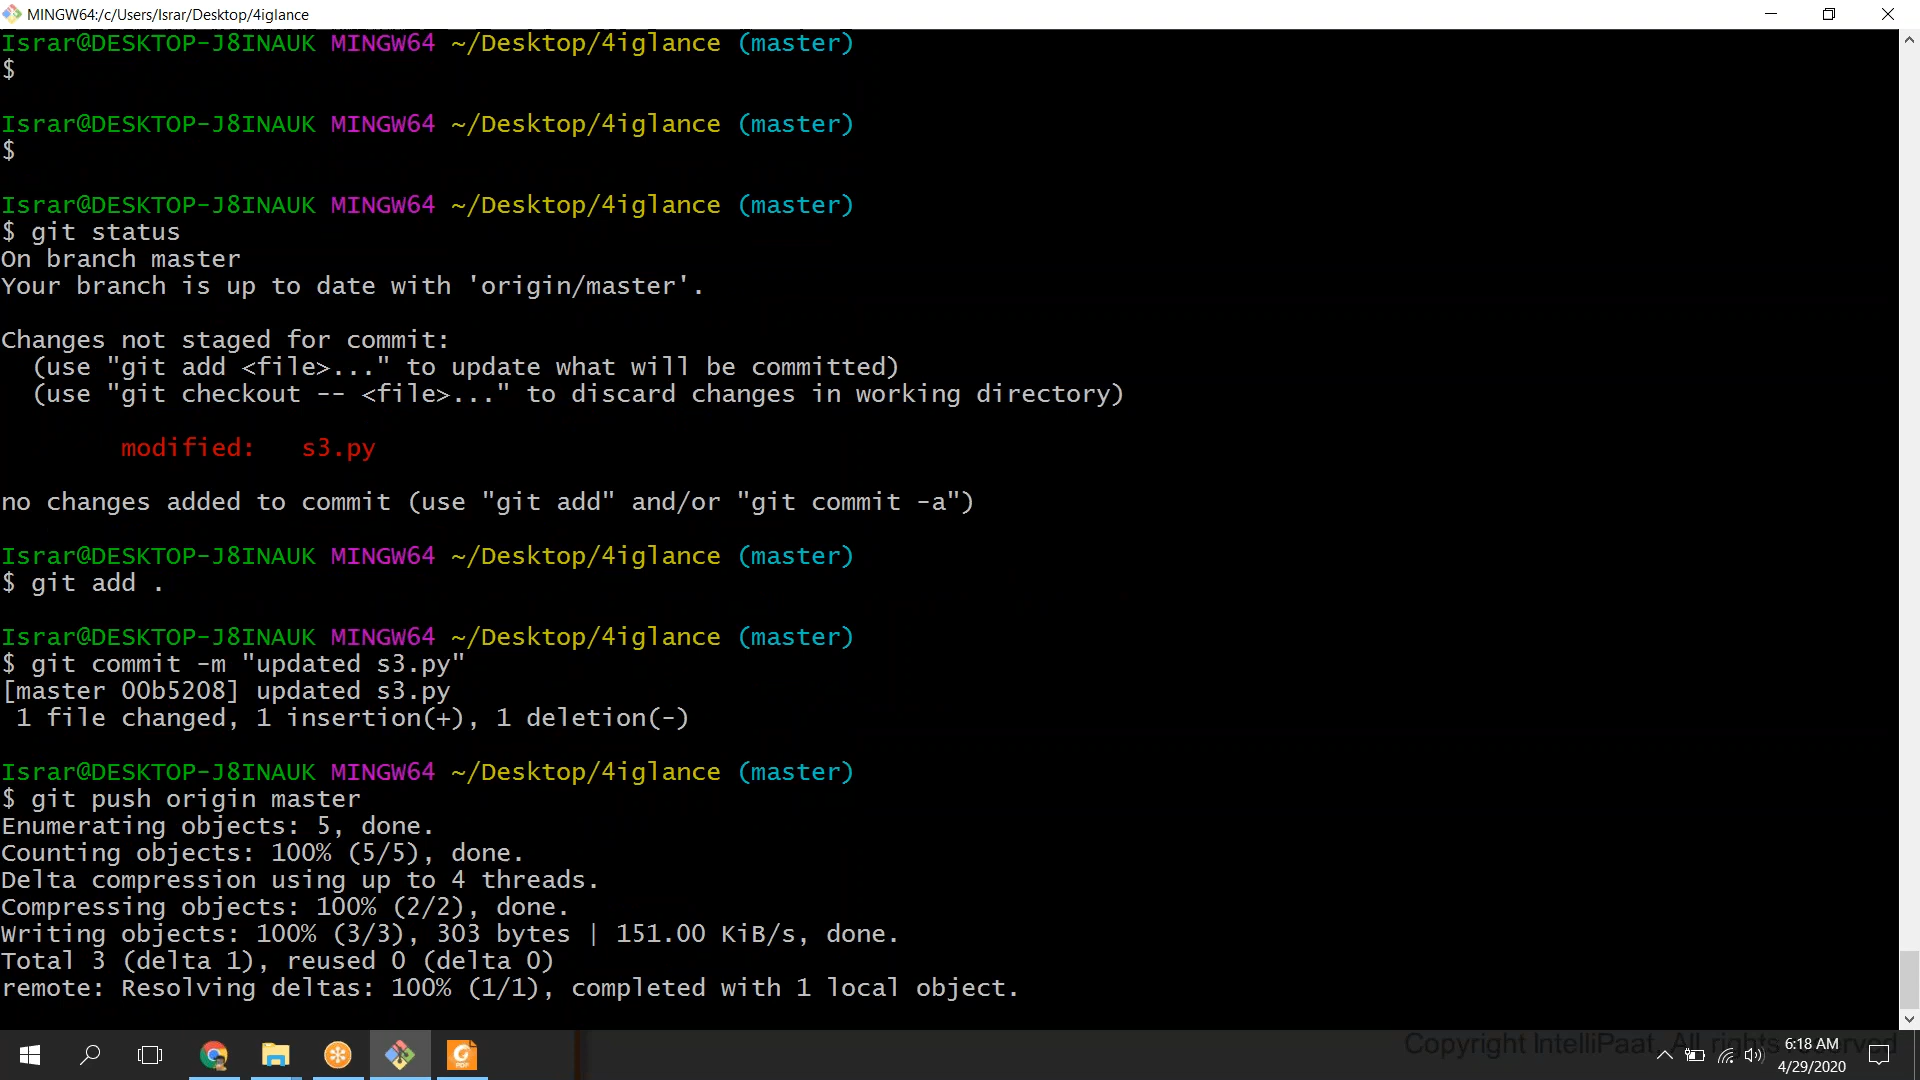 MINGW64:/c/Users/Israr/Desktop/4iglance
Israr@DESKTOP-J8INAUK MINGW64 ~/Desktop/4iglance (master)
$
Israr@DESKTOP-J8INAUK MINGW64 ~/Desktop/4iglance (master)
$
Israr@DESKTOP-J8INAUK MINGW64 ~/Desktop/4iglance (master)
$ git status
On branch master
Your branch is up to date with 'origin/master'.
Changes not staged for commit:
(use "git add <file>..." to update what will be committed)
(use "git checkout -- <file>..." to discard changes in working directory)
modified: s3.py
no changes added to commit (use "git add" and/or "git commit -a")
Israr@DESKTOP-J8INAUK MINGW64 ~/Desktop/4iglance (master)
$ git add .
Israr@DESKTOP-J8INAUK MINGW64 ~/Desktop/4iglance (master)
$ git commit -m "updated s3.py"
[master 00b5208] updated s3.py
1 file changed, 1 insertion(+), 1 deletion(-)
Israr@DESKTOP-J8INAUK MINGW64 ~/Desktop/4iglance (master)
$ git push origin master
Enumerating objects: 5, done.
Counting objects: 100% (5/5), done.
Delta compression using up to 4 threads.
Compressing objects: 100% (2/2), done.
Writing objects: 100% (3/3), 303 bytes | 151.00 KiB/s, done.
Total 3 (delta 1), reused 0 (delta 0)
remote: Resolving deltas: 100% (1/1), completed with 1 local object.
Copyright IntelliPaat, All rights reserved
6:18 AM
4/29/2020